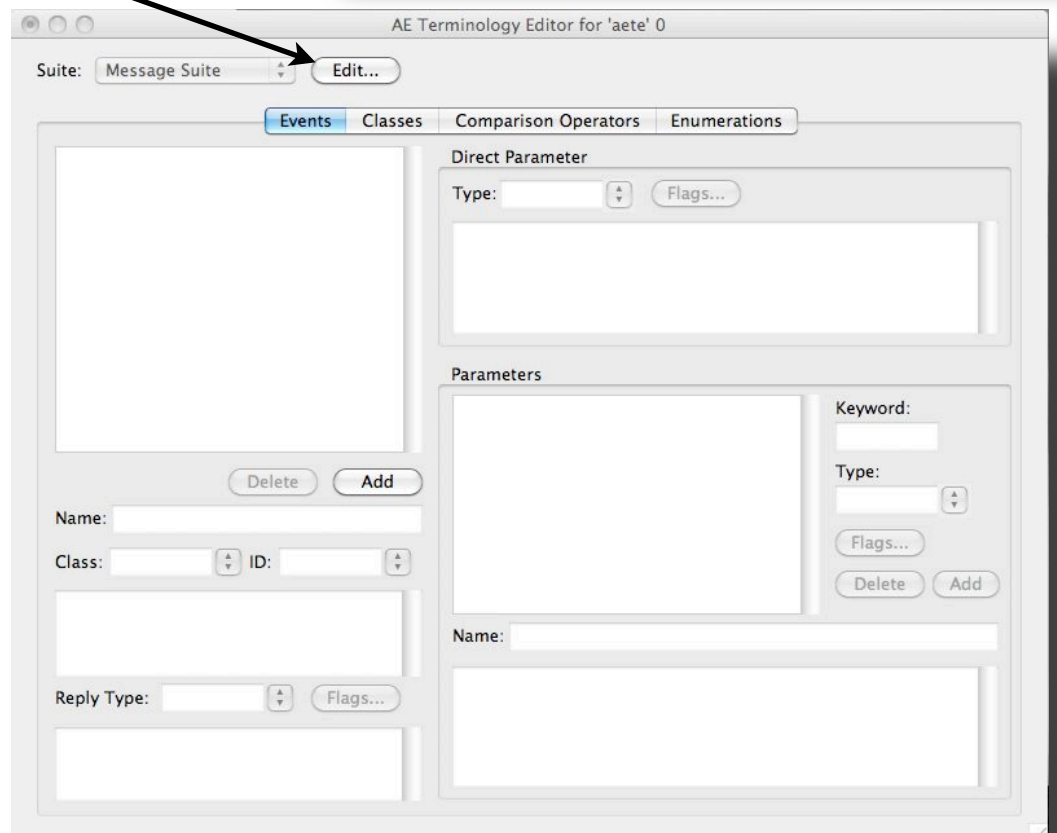 AE Terminology Editor for 'aete' 0
Suite: Message Suite Edit...
Events Classes Comparison Operators Enumerations
Direct Parameter
Type: Flags...
Parameters
Keyword:
Type:
Flags...
Delete Add
Name:
Delete Add
Name:
Class: ID:
Reply Type: Flags...